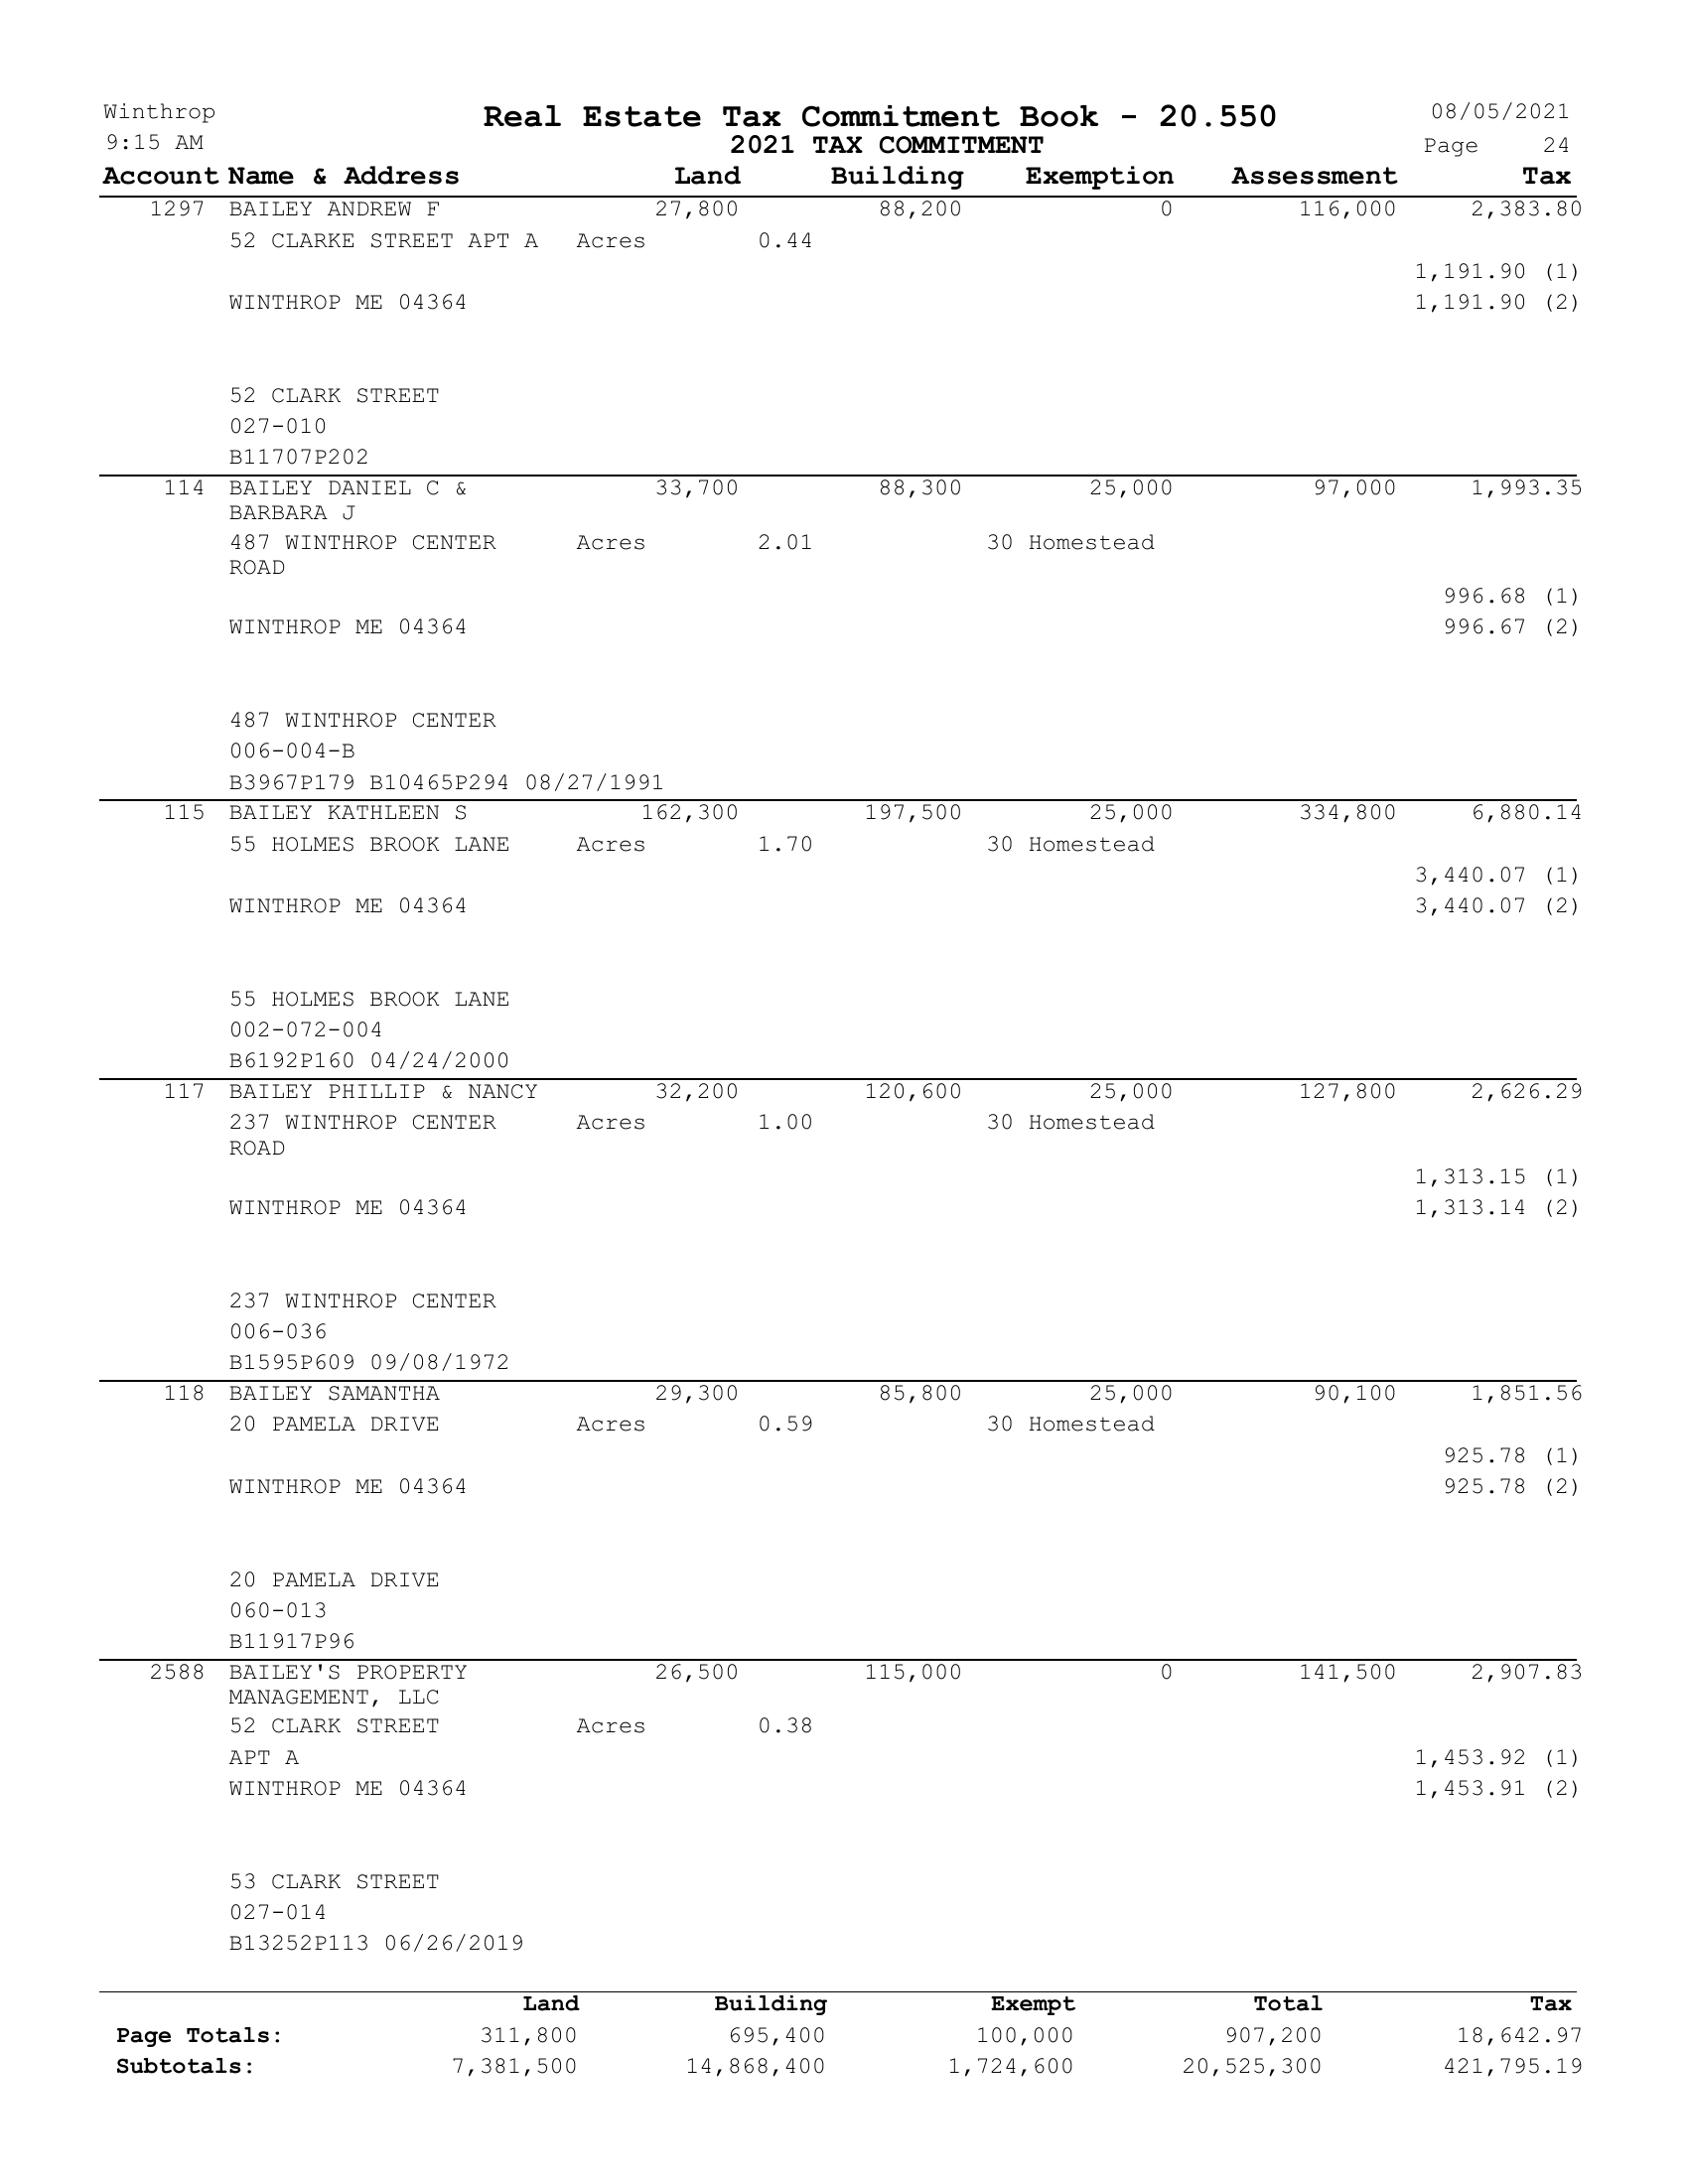 Winthrop Real Estate Tax Commitment Book - 20.550 08/05/2021
9:15 AM 2021 TAX COMMITMENT Page 24
Account Name & Address Land Building Exemption Assessment Tax
1297 BAILEY ANDREW F 27,800 88,200 0 116,000 2,383.80
52 CLARKE STREET APT A Acres 0.44
1,191.90 (1)
WINTHROP ME 04364 1,191.90 (2)
52 CLARK STREET
027-010
B11707P202
114 BAILEY DANIEL C & 33,700 88,300 25,000 97,000 1,993.35
BARBARA J
487 WINTHROP CENTER Acres 2.01 30 Homestead
ROAD
996.68 (1)
WINTHROP ME 04364 996.67 (2)
487 WINTHROP CENTER
006-004-B
B3967P179 B10465P294 08/27/1991
115 BAILEY KATHLEEN S 162,300 197,500 25,000 334,800 6,880.14
55 HOLMES BROOK LANE Acres 1.70 30 Homestead
3,440.07 (1)
WINTHROP ME 04364 3,440.07 (2)
55 HOLMES BROOK LANE
002-072-004
B6192P160 04/24/2000
117 BAILEY PHILLIP & NANCY 32,200 120,600 25,000 127,800 2,626.29
237 WINTHROP CENTER Acres 1.00 30 Homestead
ROAD
1,313.15 (1)
WINTHROP ME 04364 1,313.14 (2)
237 WINTHROP CENTER
006-036
B1595P609 09/08/1972
118 BAILEY SAMANTHA 29,300 85,800 25,000 90,100 1,851.56
20 PAMELA DRIVE Acres 0.59 30 Homestead
925.78 (1)
WINTHROP ME 04364 925.78 (2)
20 PAMELA DRIVE
060-013
B11917P96
2588 BAILEY'S PROPERTY 26,500 115,000 0 141,500 2,907.83
MANAGEMENT, LLC
52 CLARK STREET Acres 0.38
APT A 1,453.92 (1)
WINTHROP ME 04364 1,453.91 (2)
53 CLARK STREET
027-014
B13252P113 06/26/2019
Land Building Exempt Total Tax
Page Totals: 311,800 695,400 100,000 907,200 18,642.97
Subtotals: 7,381,500 14,868,400 1,724,600 20,525,300 421,795.19